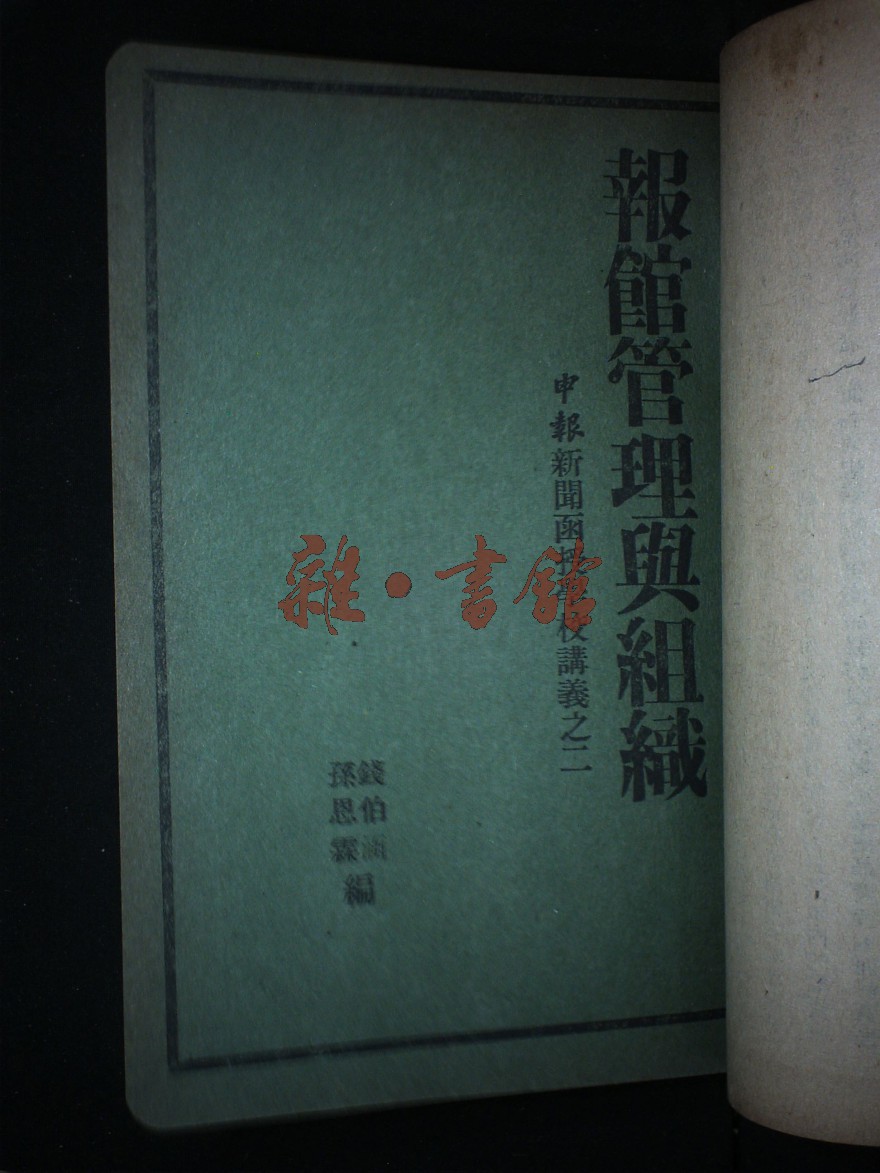 報館管理與組織
申報新聞函授學校講義之二
錢伯涵
孫恩霖
編
雜·書館